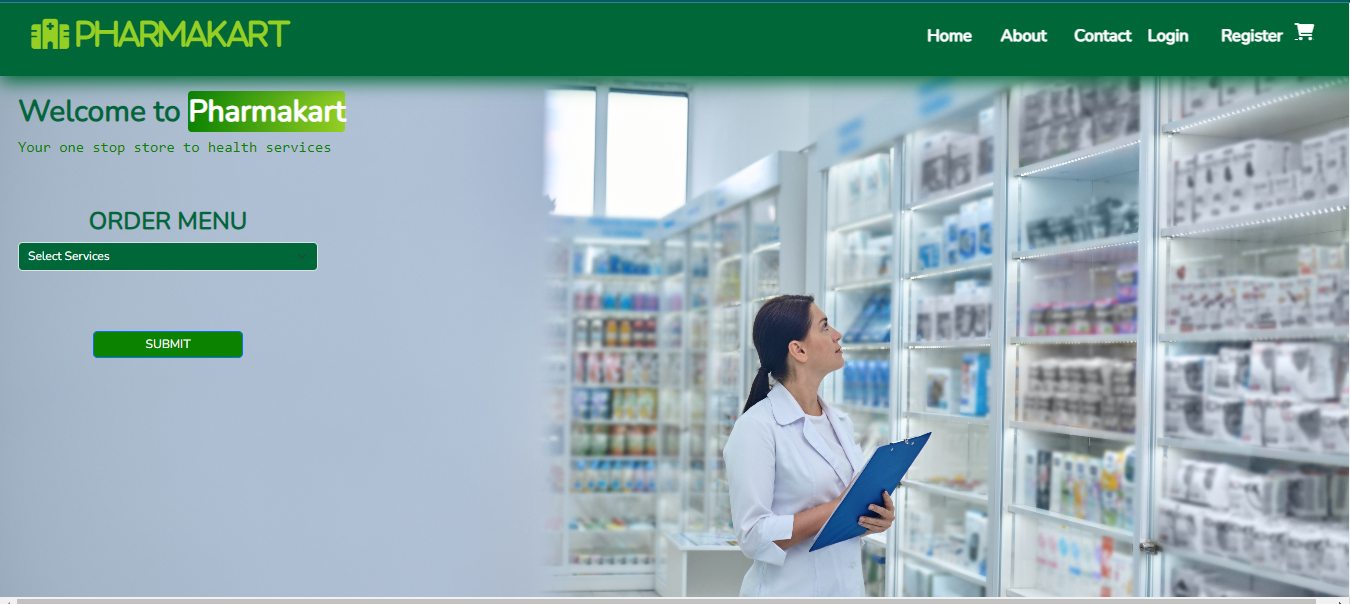 PHARMAKART
Home About Contact Login Register
Welcome to Pharmakart
Your one stop store to health services
ORDER MENU
Select Services
SUBMIT